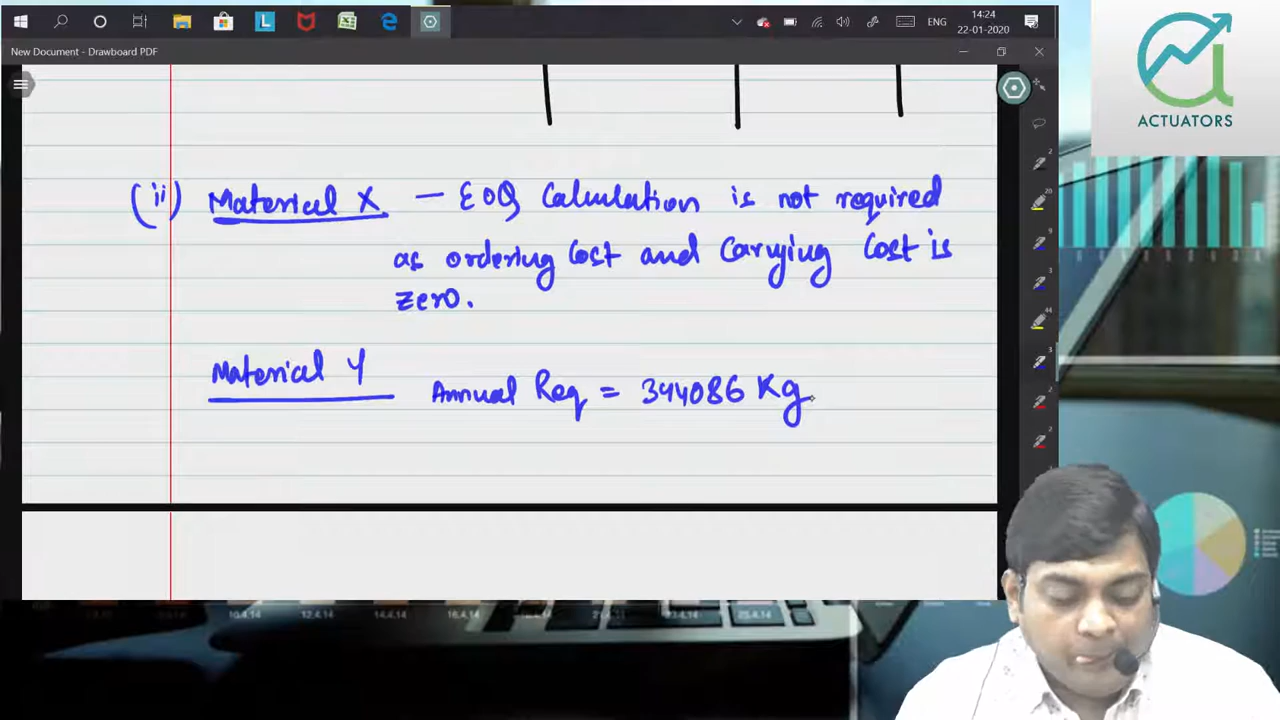 ENG
14:24
22-01-2020
New Document - Drawboard PDF
ACTUATORS
(ii) Material X - EOQ Calculation is not required
as ordering cost and carrying cost is
zero.
Material Y Annual Req = 344086 Kg